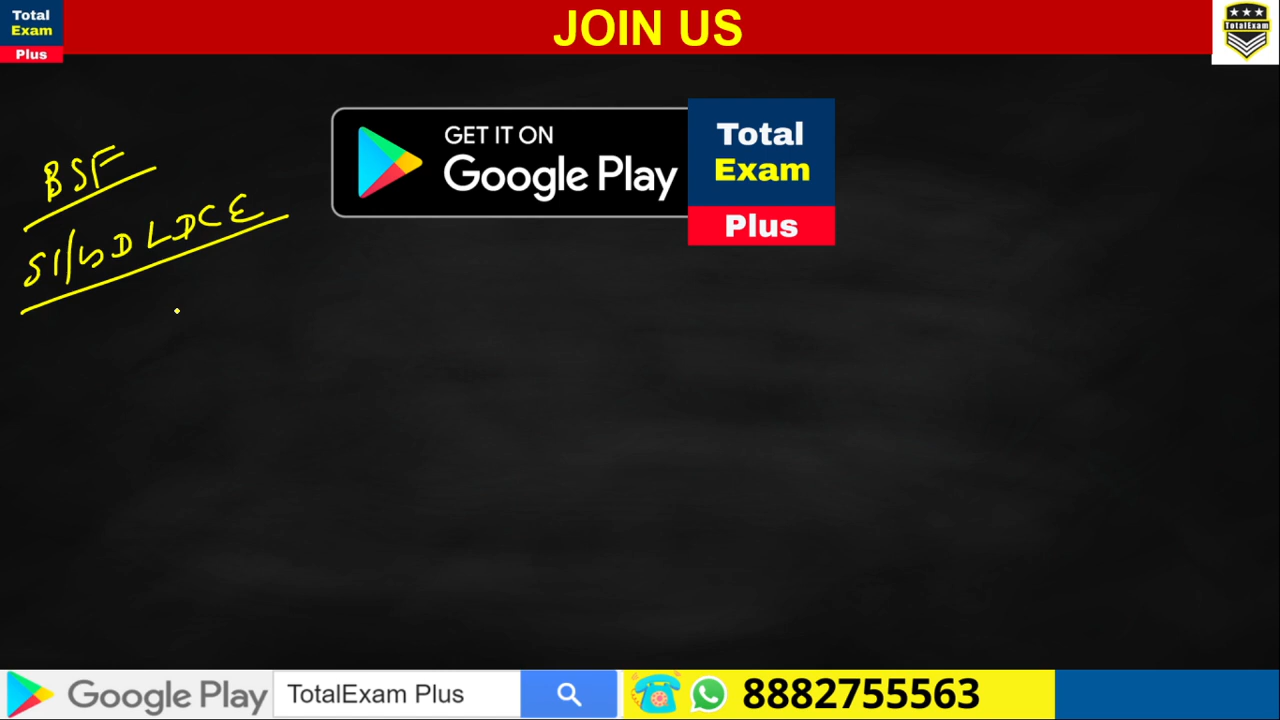 Total
Exam
Plus
JOIN US
TotalExam
GET IT ON
Google Play
Total
Exam
Plus
BSF
SI/GD LDCE
Google Play
TotalExam Plus
8882755563